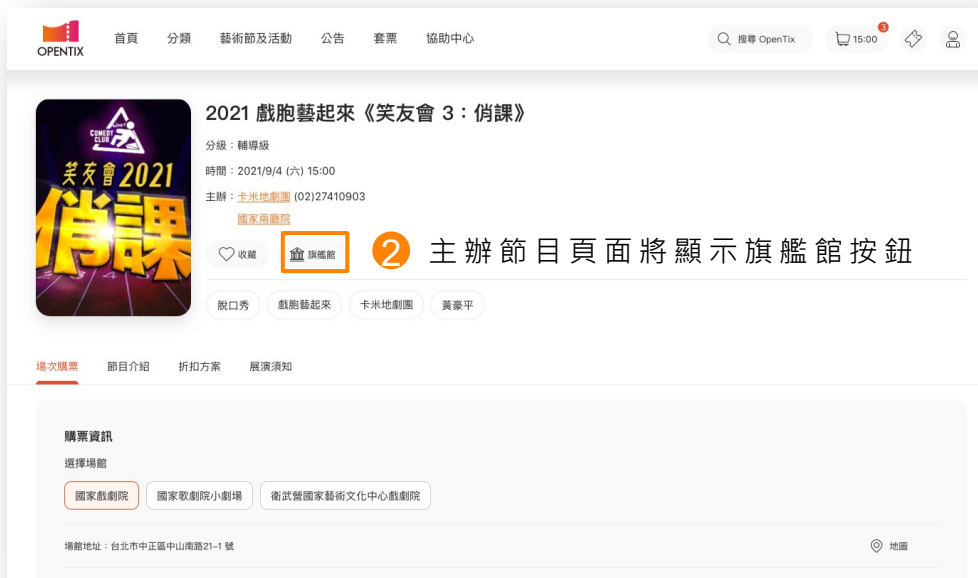 OPENTIX
首頁 分類 藝術節及活動 公告 套票 協助中心
搜尋 OpenTix
15:00
3
COMEDY CLUB
LIVE!
笑友會2021
俏課
2021 戲胞藝起來《笑友會 3：俏課》
分級：輔導級
時間：2021/9/4 (六) 15:00
主辦：卡米地劇團 (02)27410903
國家兩廳院
收藏
旗艦館
2 主辦節目頁面將顯示旗艦館按鈕
脫口秀 戲胞藝起來 卡米地劇團 黃豪平
場次購票 節目介紹 折扣方案 展演須知
購票資訊
選擇場館
國家戲劇院 國家歌劇院小劇場 衛武營國家藝術文化中心戲劇院
場館地址：台北市中正區中山南路21-1 號
地圖